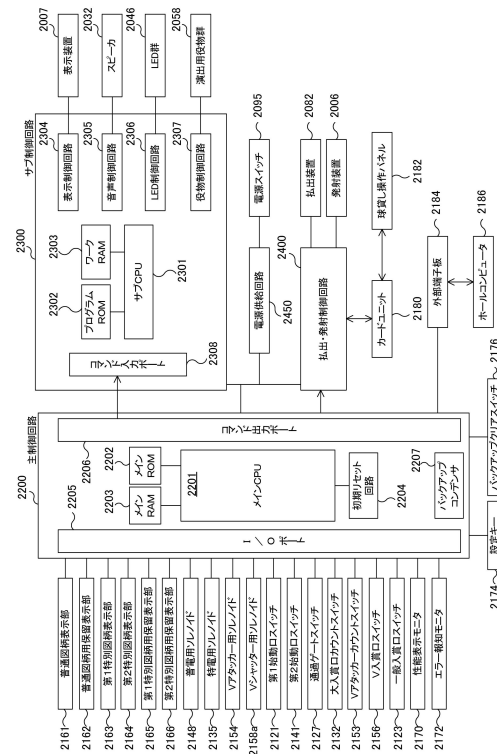 2161 普通図柄表示部
2162 普通図柄用保留表示部
2163 第1特別図柄表示部
2164 第2特別図柄表示部
2165 第1特別図柄用保留表示部
2166 第2特別図柄用保留表示部
2148 普電用ソレノイド
2135 特電用ソレノイド
2154 Vアタッカー用ソレノイド
2158a Vシャッター用ソレノイド
2121 第1始動口スイッチ
2141 第2始動口スイッチ
2127 通過ゲートスイッチ
2132 大入賞口カウントスイッチ
2153 Vアタッカーカウントスイッチ
2156 V入賞口スイッチ
2123 一般入賞口スイッチ
2170 性能表示モニタ
2172 エラー報知モニタ
2200
主制御回路
2205
I/Oポート
2203
メインRAM
2202
メインROM
2206
コマンド出力ポート
2201
メインCPU
初期リセット回路
2204
2207
バックアップコンデンサ
2174 設定キー
バックアップクリアスイッチ 2176
2300
サブ制御回路
コマンド入力ポート
2308
2302
プログラムROM
2303
ワークRAM
サブCPU
2301
2304
表示制御回路
2305
音声制御回路
2306
LED制御回路
2307
役物制御回路
表示装置 2007
スピーカ 2032
LED群 2046
演出用役物群 2058
電源供給回路
2450
電源スイッチ 2095
2400
払出・発射制御回路
払出装置 2082
発射装置 2006
カードユニット
2180
球貸し操作パネル
2182
外部端子板 2184
ホールコンピュータ 2186